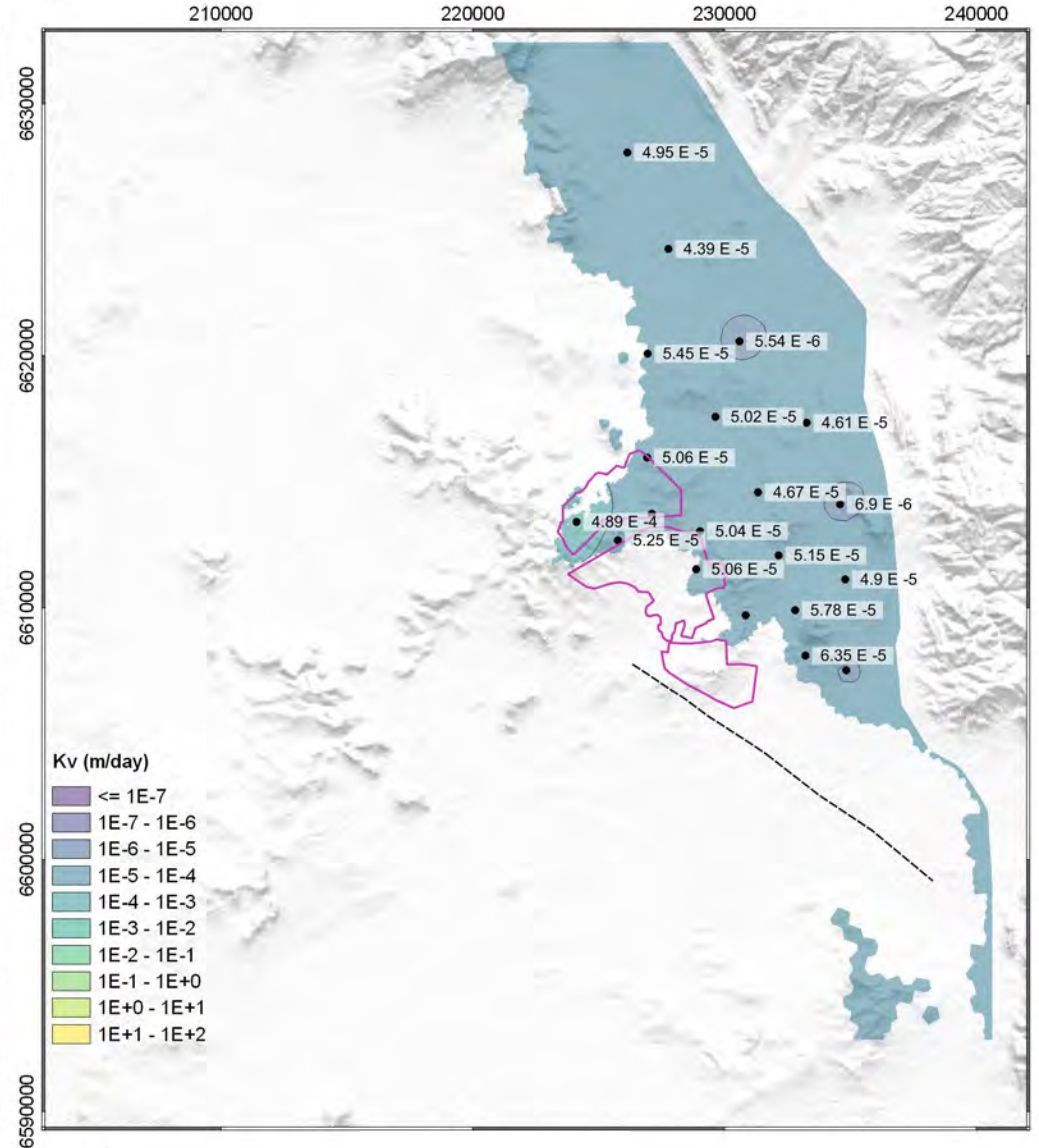 210000
220000
230000
240000
6630000
4.95 E -5
4.39 E -5
5.54 E -6
5.45 E -5
6620000
5.02 E -5
4.61 E -5
5.06 E -5
4.67 E -5
6.9 E -6
4.89 E -4
5.04 E -5
5.25 E -5
5.15 E -5
5.06 E -5
4.9 E -5
6610000
5.78 E -5
6.35 E -5
Kv (m/day)
<= 1E-7
1E-7 - 1E-6
1E-6 - 1E-5
1E-5 - 1E-4
1E-4 - 1E-3
1E-3 - 1E-2
1E-2 - 1E-1
1E-1 - 1E+0
1E+0 - 1E+1
1E+1 - 1E+2
6600000
6590000